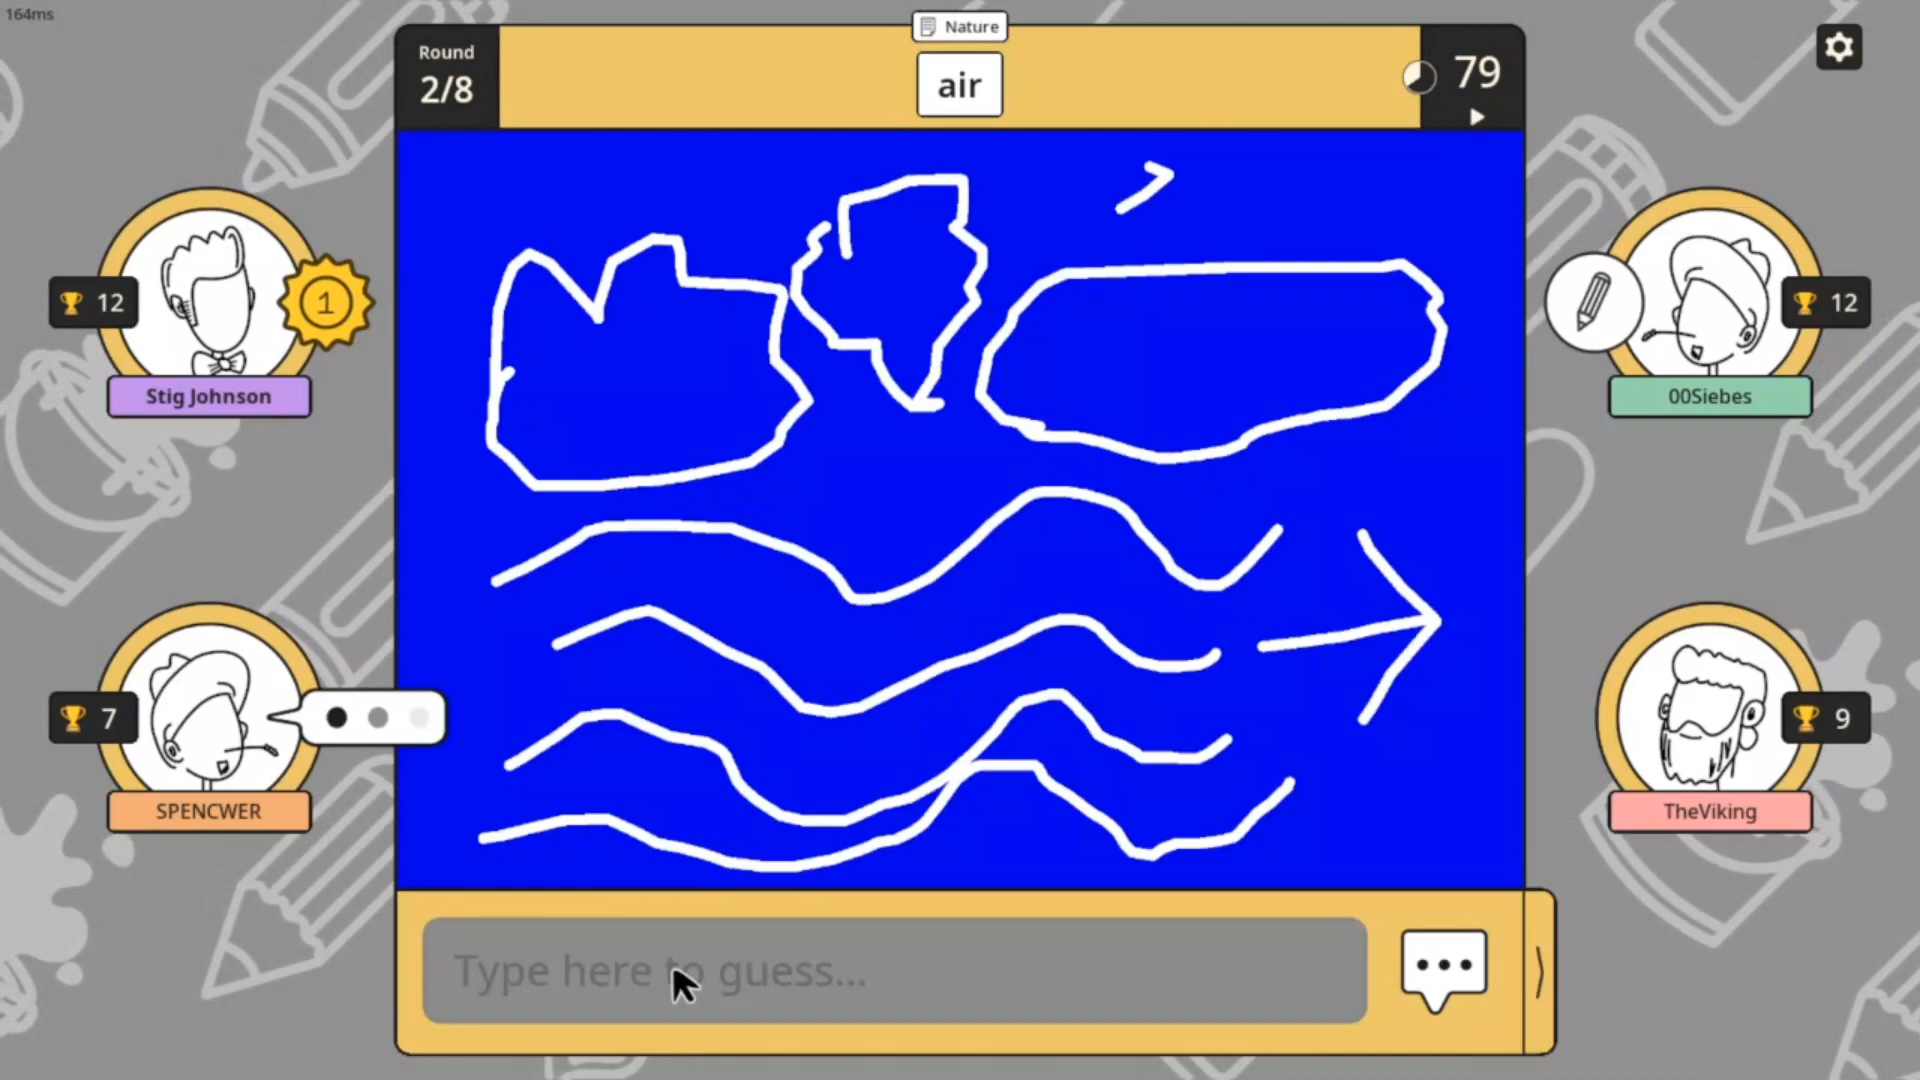 164ms
Nature
Round
2/8
air
79
12
1
Stig Johnson
12
00Siebes
7
SPENCWER
9
TheViking
Type here to guess...